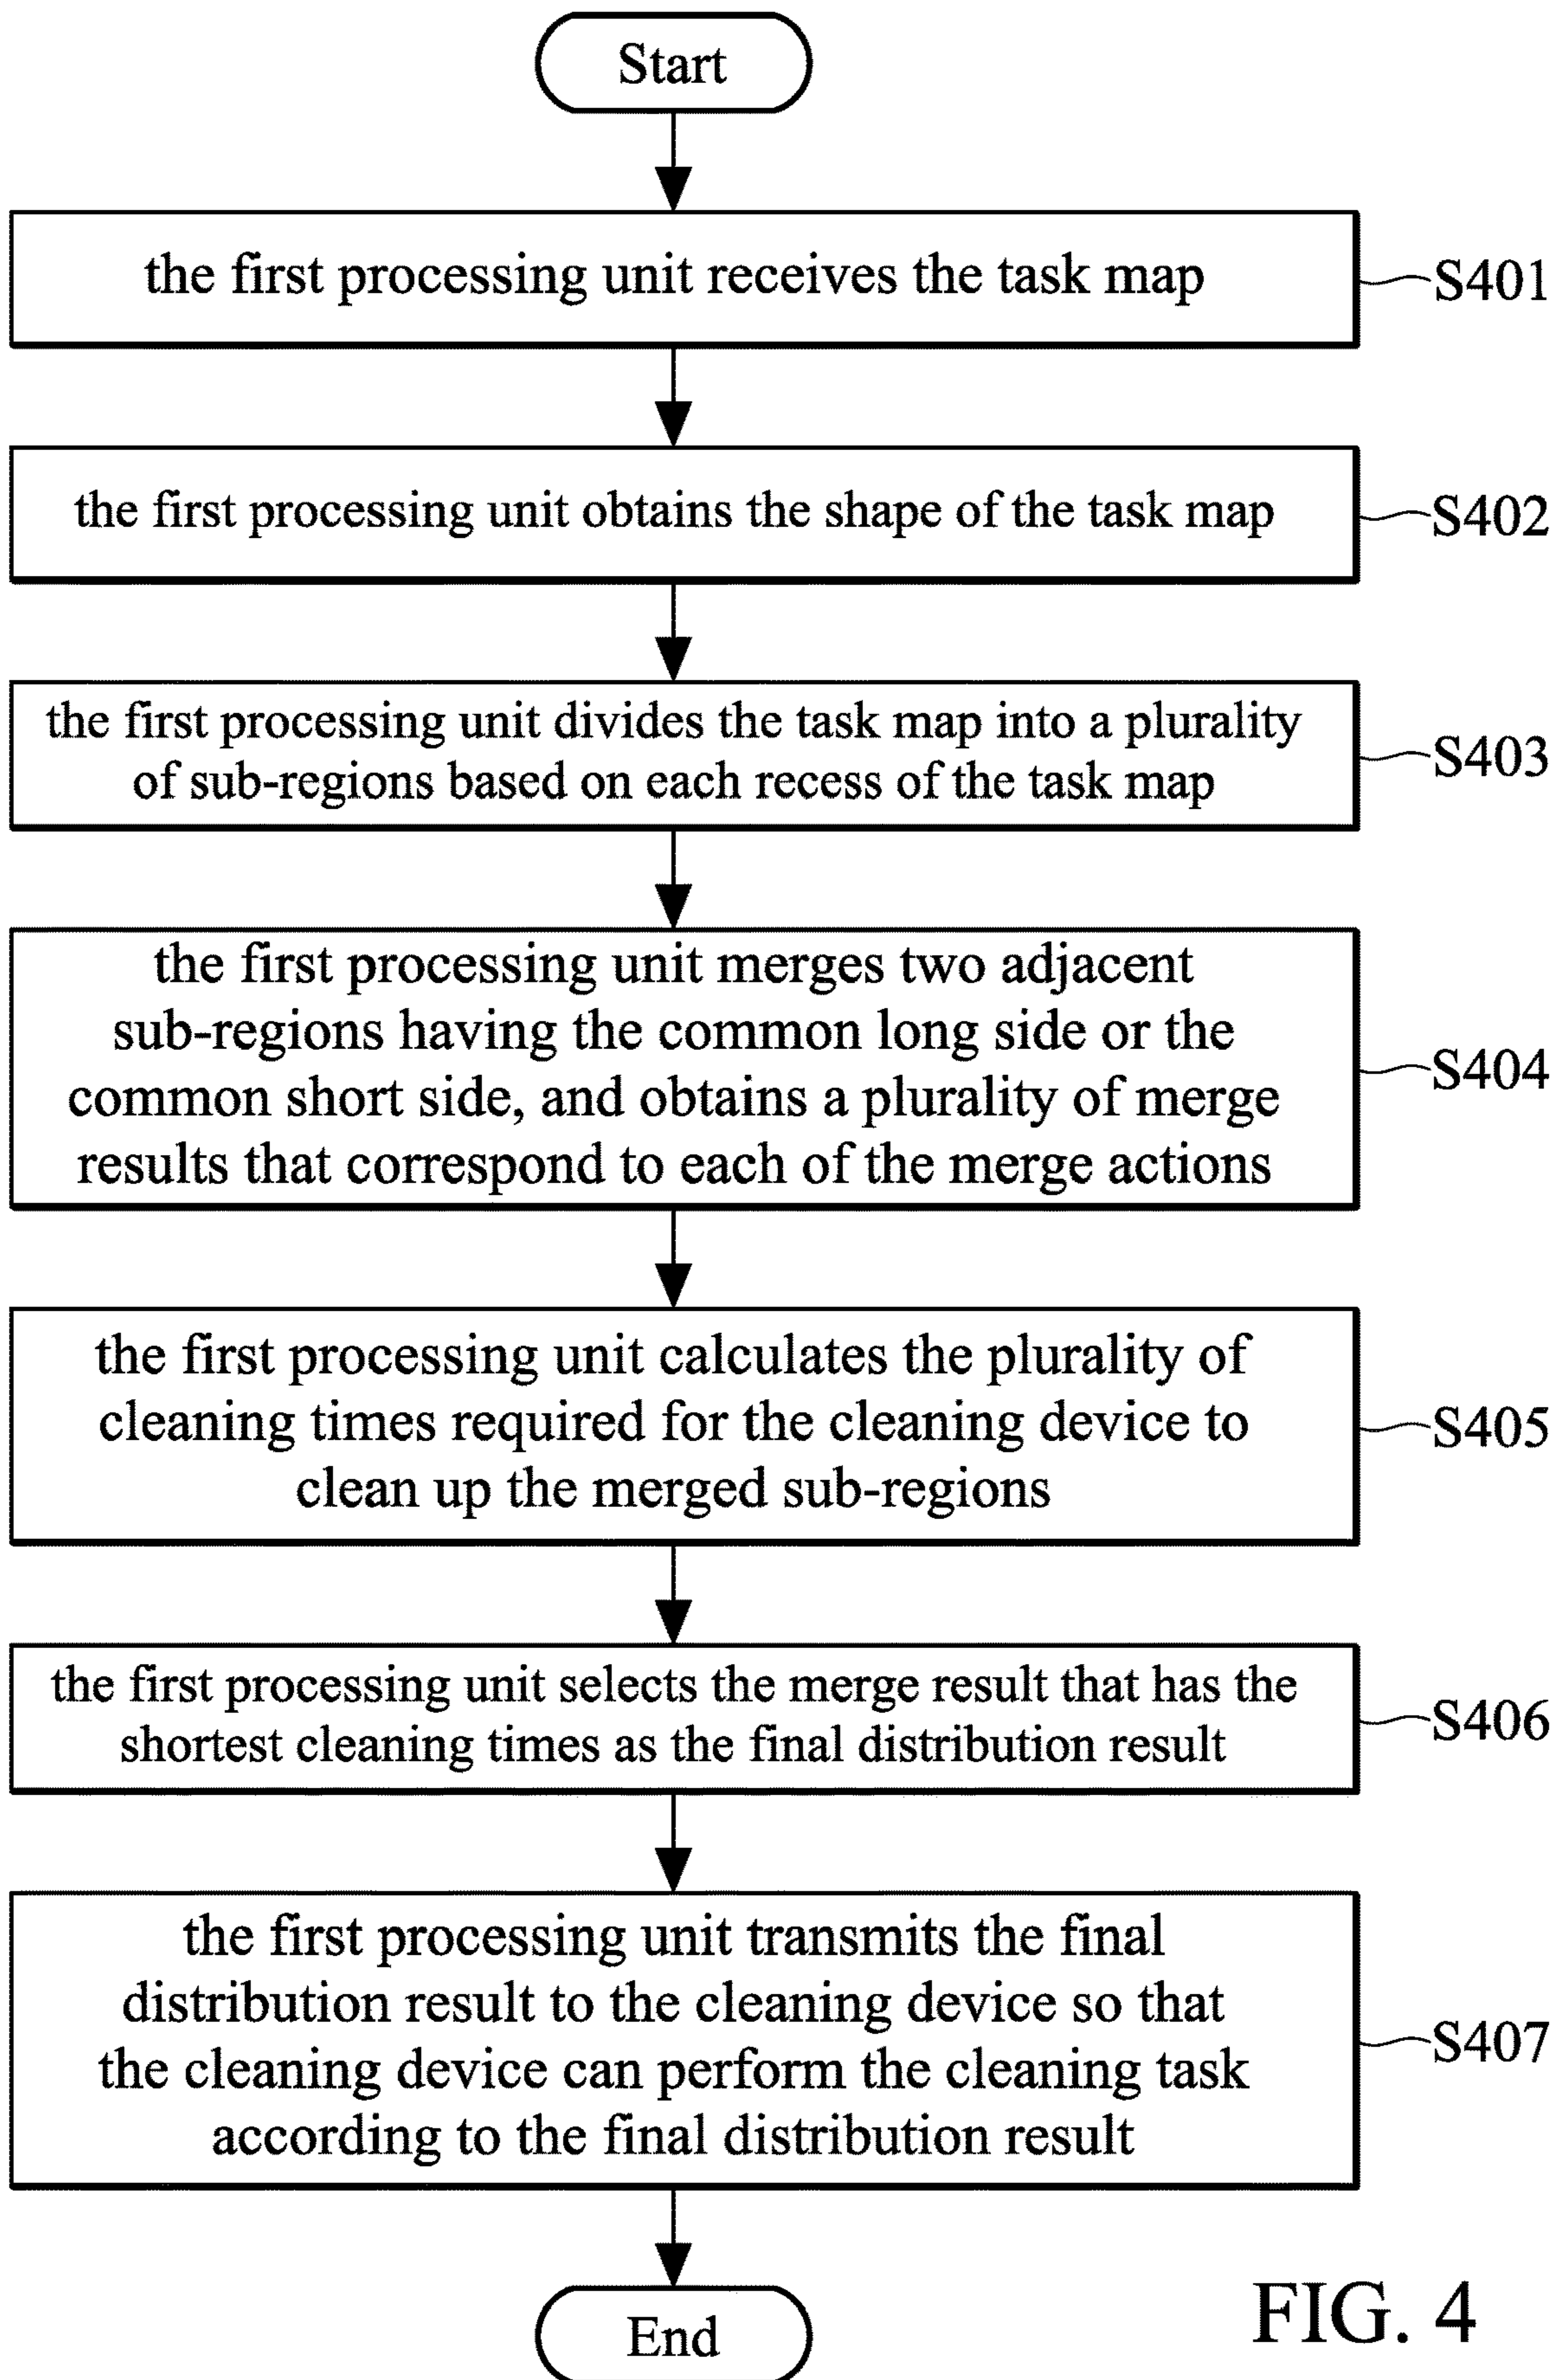 Start
the first processing unit receives the task map
S401
the first processing unit obtains the shape of the task map
S402
the first processing unit divides the task map into a plurality
of sub-regions based on each recess of the task map
S403
the first processing unit merges two adjacent
sub-regions having the common long side or the
common short side, and obtains a plurality of merge
results that correspond to each of the merge actions
S404
the first processing unit calculates the plurality of
cleaning times required for the cleaning device to
clean up the merged sub-regions
S405
the first processing unit selects the merge result that has the
shortest cleaning times as the final distribution result
S406
the first processing unit transmits the final
distribution result to the cleaning device so that
the cleaning device can perform the cleaning task
according to the final distribution result
S407
End
FIG. 4